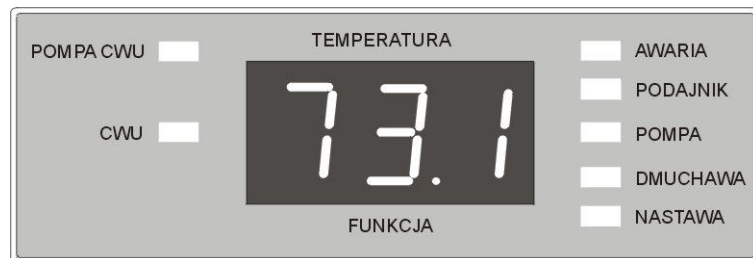 TEMPERATURA
POMPA CWU
AWARIA
PODAJNIK
CWU
73.1
POMPA
DMUCHAWA
NASTAWA
FUNKCJA